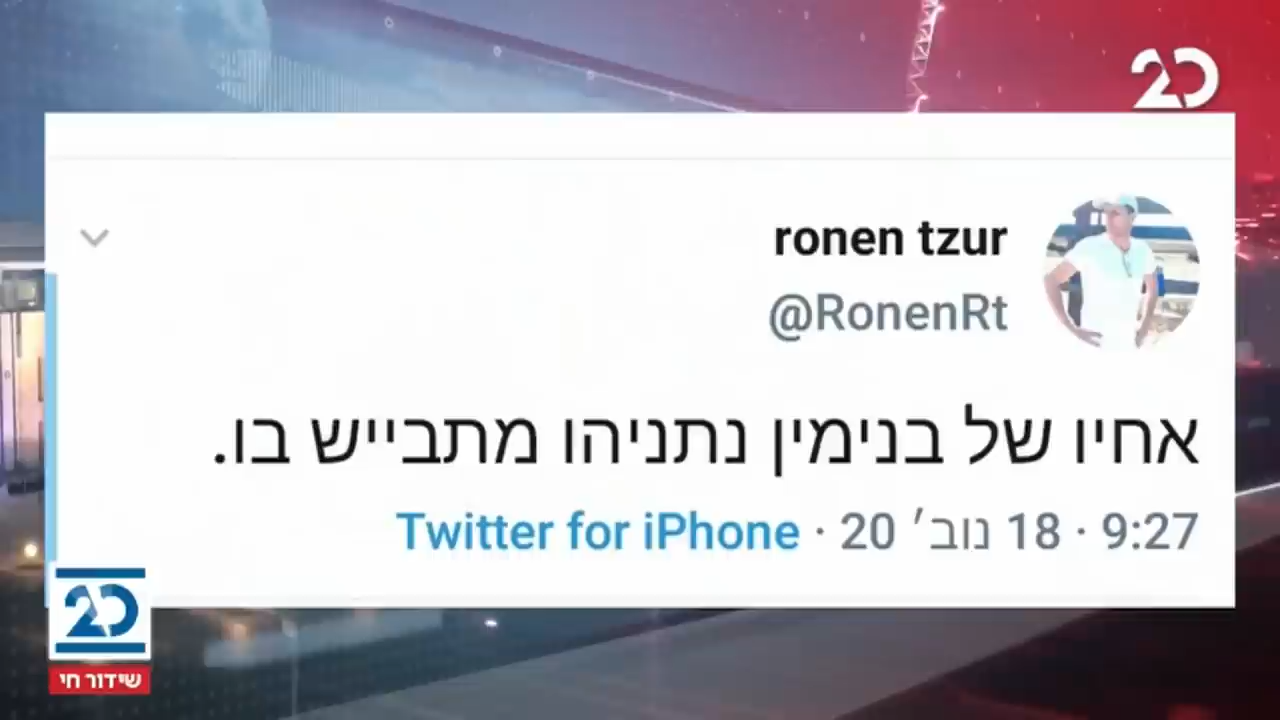 20
ronen tzur
@RonenRt
אחיו של בנימין נתניהו מתבייש בו.
9:27 · 18 נוב׳ 20 · Twitter for iPhone
20
שידור חי